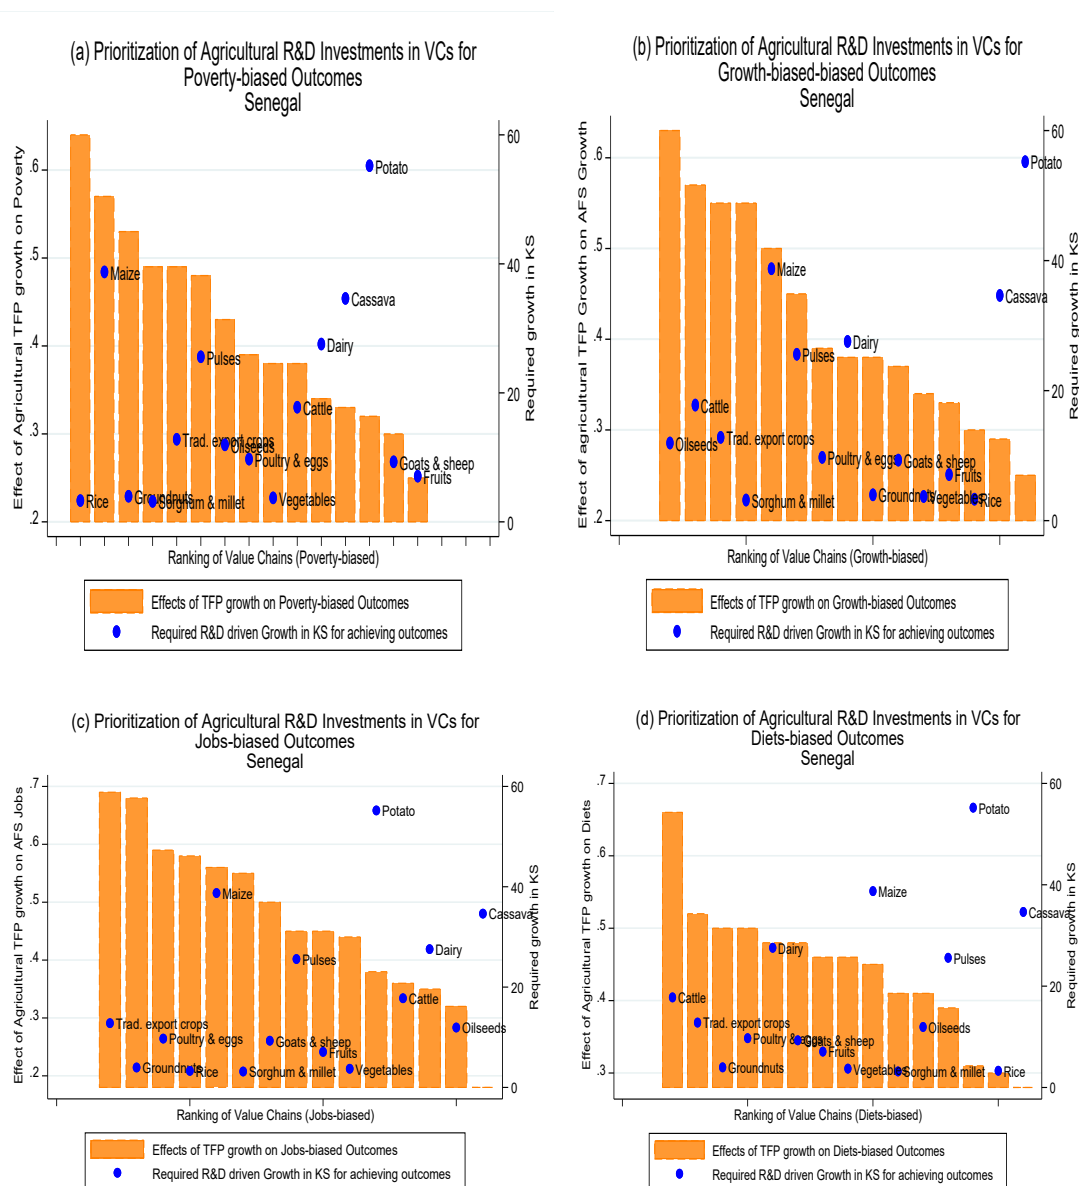 (a) Prioritization of Agricultural R&D Investments in VCs for
Poverty-biased Outcomes
Senegal
Effect of Agricultural TFP growth on Poverty
.6
.5
.4
.3
.2
60
40
20
0
Required growth in KS
Potato
Maize
Cassava
Dairy
Pulses
Cattle
Trad. export crops
Oilseeds
Poultry & eggs
Goats & sheep
Fruits
Rice
Groundnuts
Sorghum & millet
Vegetables
Ranking of Value Chains (Poverty-biased)
Effects of TFP growth on Poverty-biased Outcomes
Required R&D driven Growth in KS for achieving outcomes
(b) Prioritization of Agricultural R&D Investments in VCs for
Growth-biased-biased Outcomes
Senegal
Effect of agricultural TFP Growth on AFS Growth
.6
.5
.4
.3
.2
60
40
20
0
Required growth in KS
Potato
Maize
Cassava
Dairy
Pulses
Cattle
Oilseeds
Trad. export crops
Poultry & eggs
Goats & sheep
Fruits
Sorghum & millet
Groundnuts
Vegetables
Rice
Ranking of Value Chains (Growth-biased)
Effects of TFP growth on Growth-biased Outcomes
Required R&D driven Growth in KS for achieving outcomes
(c) Prioritization of Agricultural R&D Investments in VCs for
Jobs-biased Outcomes
Senegal
Effect of Agricultural TFP growth on AFS Jobs
.7
.6
.5
.4
.3
.2
60
40
20
0
Required growth in KS
Potato
Maize
Cassava
Dairy
Pulses
Cattle
Trad. export crops
Oilseeds
Poultry & eggs
Goats & sheep
Fruits
Groundnuts
Rice
Sorghum & millet
Vegetables
Ranking of Value Chains (Jobs-biased)
Effects of TFP growth on Jobs-biased Outcomes
Required R&D driven Growth in KS for achieving outcomes
(d) Prioritization of Agricultural R&D Investments in VCs for
Diets-biased Outcomes
Senegal
Effect of Agricultural TFP growth on Diets
.7
.6
.5
.4
.3
60
40
20
0
Required growth in KS
Potato
Maize
Cassava
Dairy
Pulses
Cattle
Trad. export crops
Oilseeds
Poultry & eggs
Goats & sheep
Fruits
Groundnuts
Vegetables
Sorghum & millet
Rice
Ranking of Value Chains (Diets-biased)
Effects of TFP growth on Diets-biased Outcomes
Required R&D driven Growth in KS for achieving outcomes